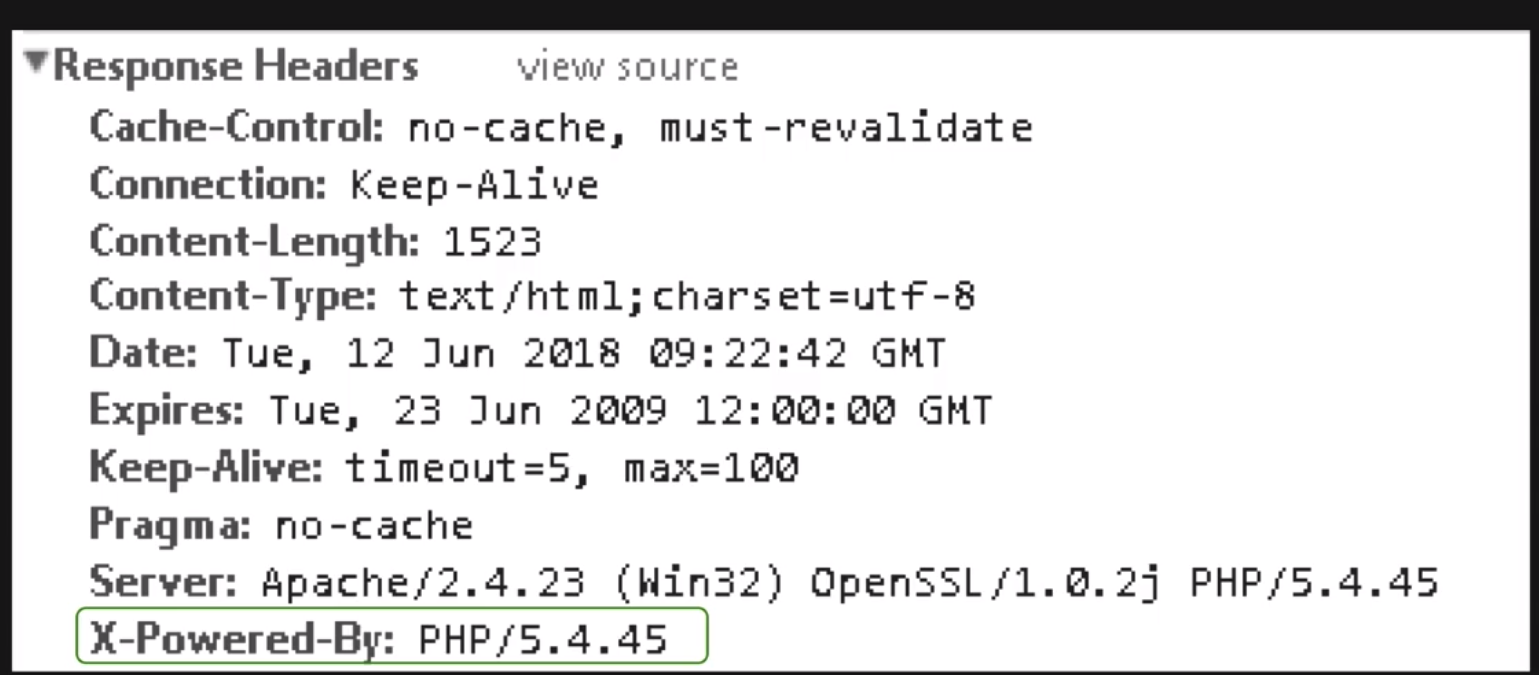 Response Headers view source
Cache-Control: no-cache, must-revalidate
Connection: Keep-Alive
Content-Length: 1523
Content-Type: text/html;charset=utf-8
Date: Tue, 12 Jun 2018 09:22:42 GMT
Expires: Tue, 23 Jun 2009 12:00:00 GMT
Keep-Alive: timeout=5, max=100
Pragma: no-cache
Server: Apache/2.4.23 (Win32) OpenSSL/1.0.2j PHP/5.4.45
X-Powered-By: PHP/5.4.45